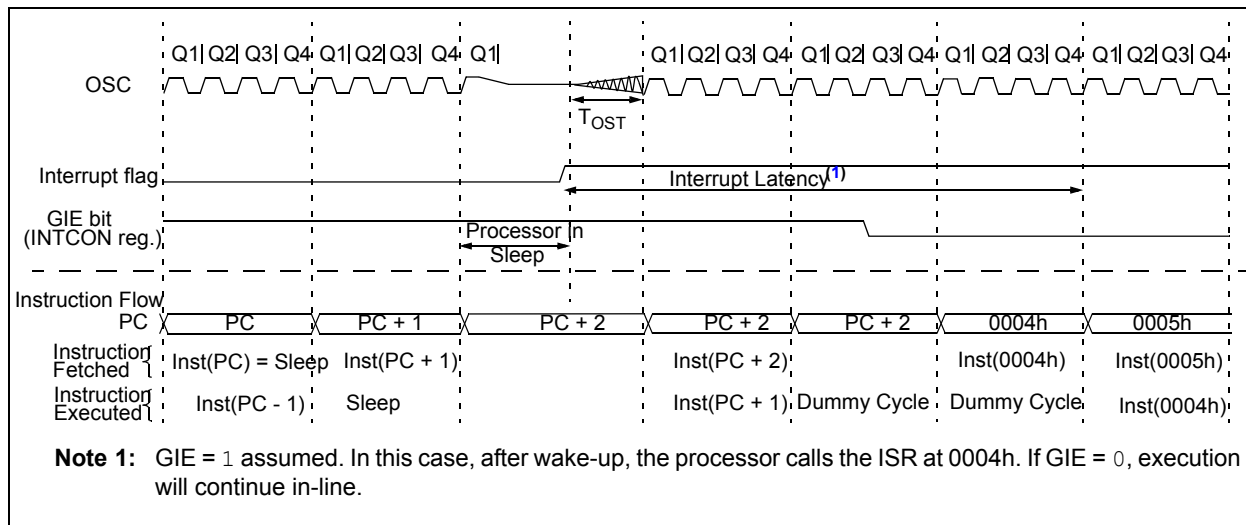 Q1| Q2| Q3| Q4 Q1| Q2| Q3| Q4 Q1| Q1| Q2| Q3| Q4 Q1| Q2| Q3| Q4 Q1| Q2| Q3| Q4 Q1| Q2| Q3| Q4
OSC
TOST
Interrupt flag
Interrupt Latency(1)
GIE bit
(INTCON reg.)
Processor in
Sleep
Instruction Flow
PC PC PC + 1 PC + 2 PC + 2 PC + 2 0004h 0005h
Instruction
Fetched Inst(PC) = Sleep Inst(PC + 1) Inst(PC + 2) Inst(0004h) Inst(0005h)
Instruction
Executed Inst(PC - 1) Sleep Inst(PC + 1) Dummy Cycle Dummy Cycle Inst(0004h)
Note 1: GIE = 1 assumed. In this case, after wake-up, the processor calls the ISR at 0004h. If GIE = 0, execution
will continue in-line.